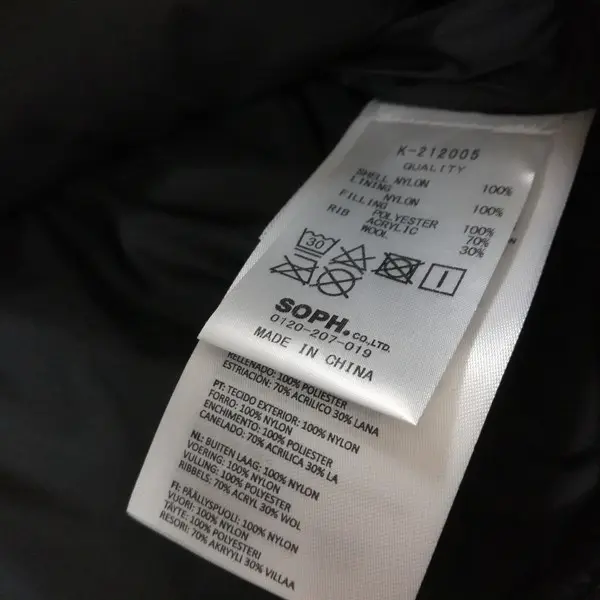 K-212005
QUALITY
SHELL NYLON 100%
LINING NYLON 100%
FILLING POLYESTER 100%
RIB ACRYLIC 70%
WOOL 30%
30
SOPH. CO.,LTD.
0120-207-019
MADE IN CHINA
RELLENADO: 100% POLIESTER
ESTRIACIÓN: 70% ACRILICO 30% LANA
PT: TECIDO EXTERIOR: 100% NYLON
FORRO: 100% NYLON
ENCHIMENTO: 100% POLIESTER
CANELADO: 70% ACRILICA 30% LA
NL: BUITEN LAAG: 100% NYLON
VOERING: 100% NYLON
VULLING: 100% POLYESTER
RIBBELS: 70% ACRYL 30% WOL
FI: PÄÄLLYSPUOLI: 100% NYLON
VUORI: 100% NYLON
TÄYTE: 100% POLYESTERI
RESORI: 70% AKRYYLI 30% VILLAA